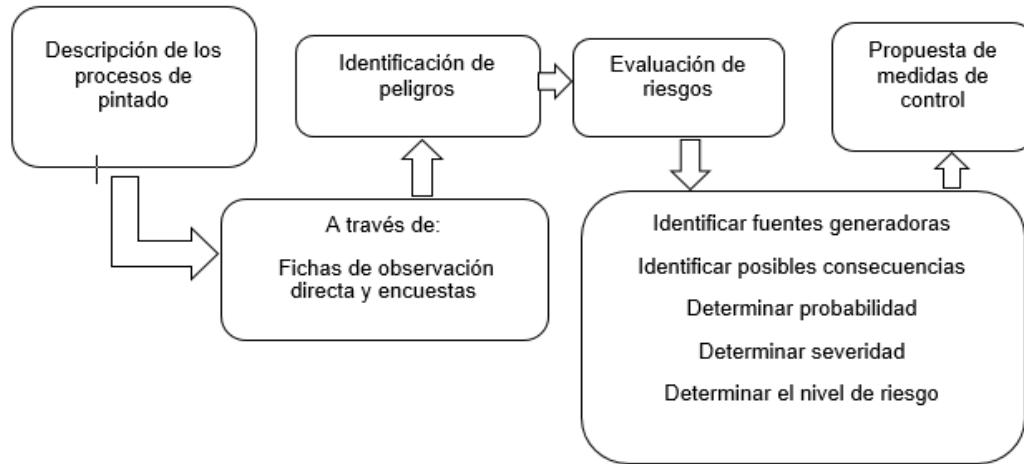 Descripción de los
procesos de
pintado
A través de:
Fichas de observación
directa y encuestas
Identificación de
peligros
Evaluación de
riesgos
Identificar fuentes generadoras
Identificar posibles consecuencias
Determinar probabilidad
Determinar severidad
Determinar el nivel de riesgo
Propuesta de
medidas de
control